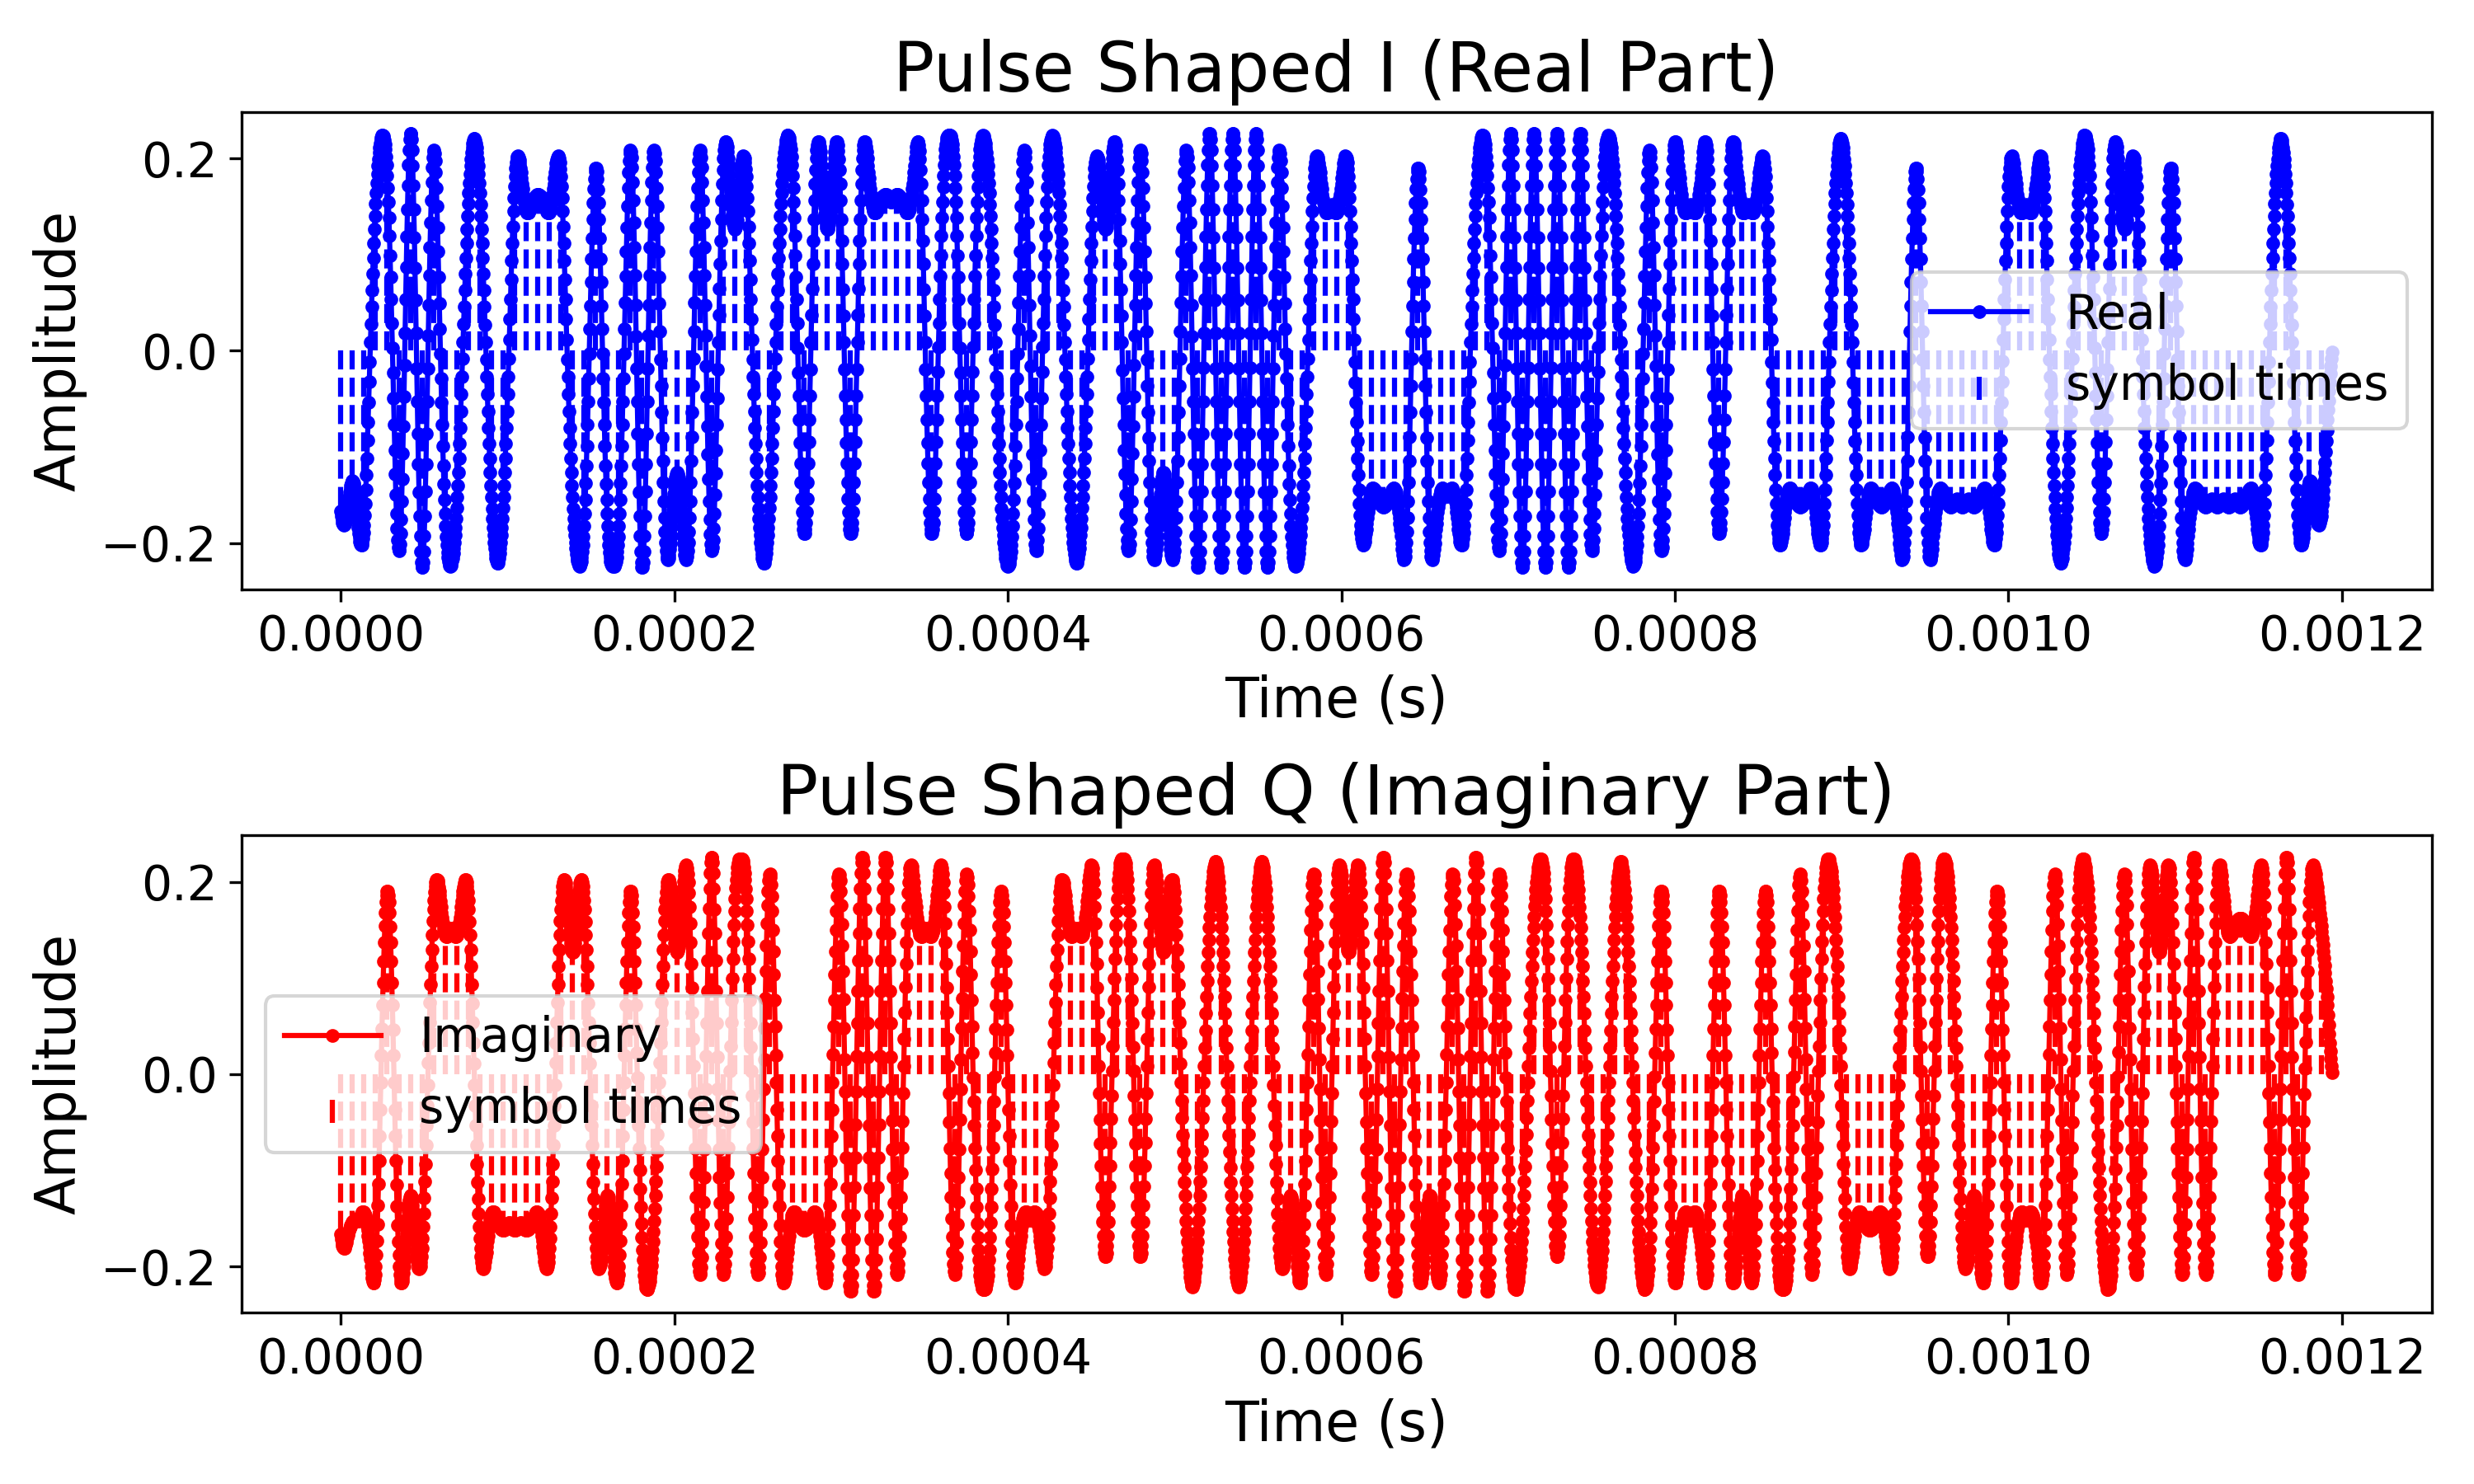 Pulse Shaped I (Real Part)
Amplitude
0.2
0.0
−0.2
Real
symbol times
0.0000 0.0002 0.0004 0.0006 0.0008 0.0010 0.0012
Time (s)
Pulse Shaped Q (Imaginary Part)
Amplitude
0.2
0.0
−0.2
Imaginary
symbol times
0.0000 0.0002 0.0004 0.0006 0.0008 0.0010 0.0012
Time (s)